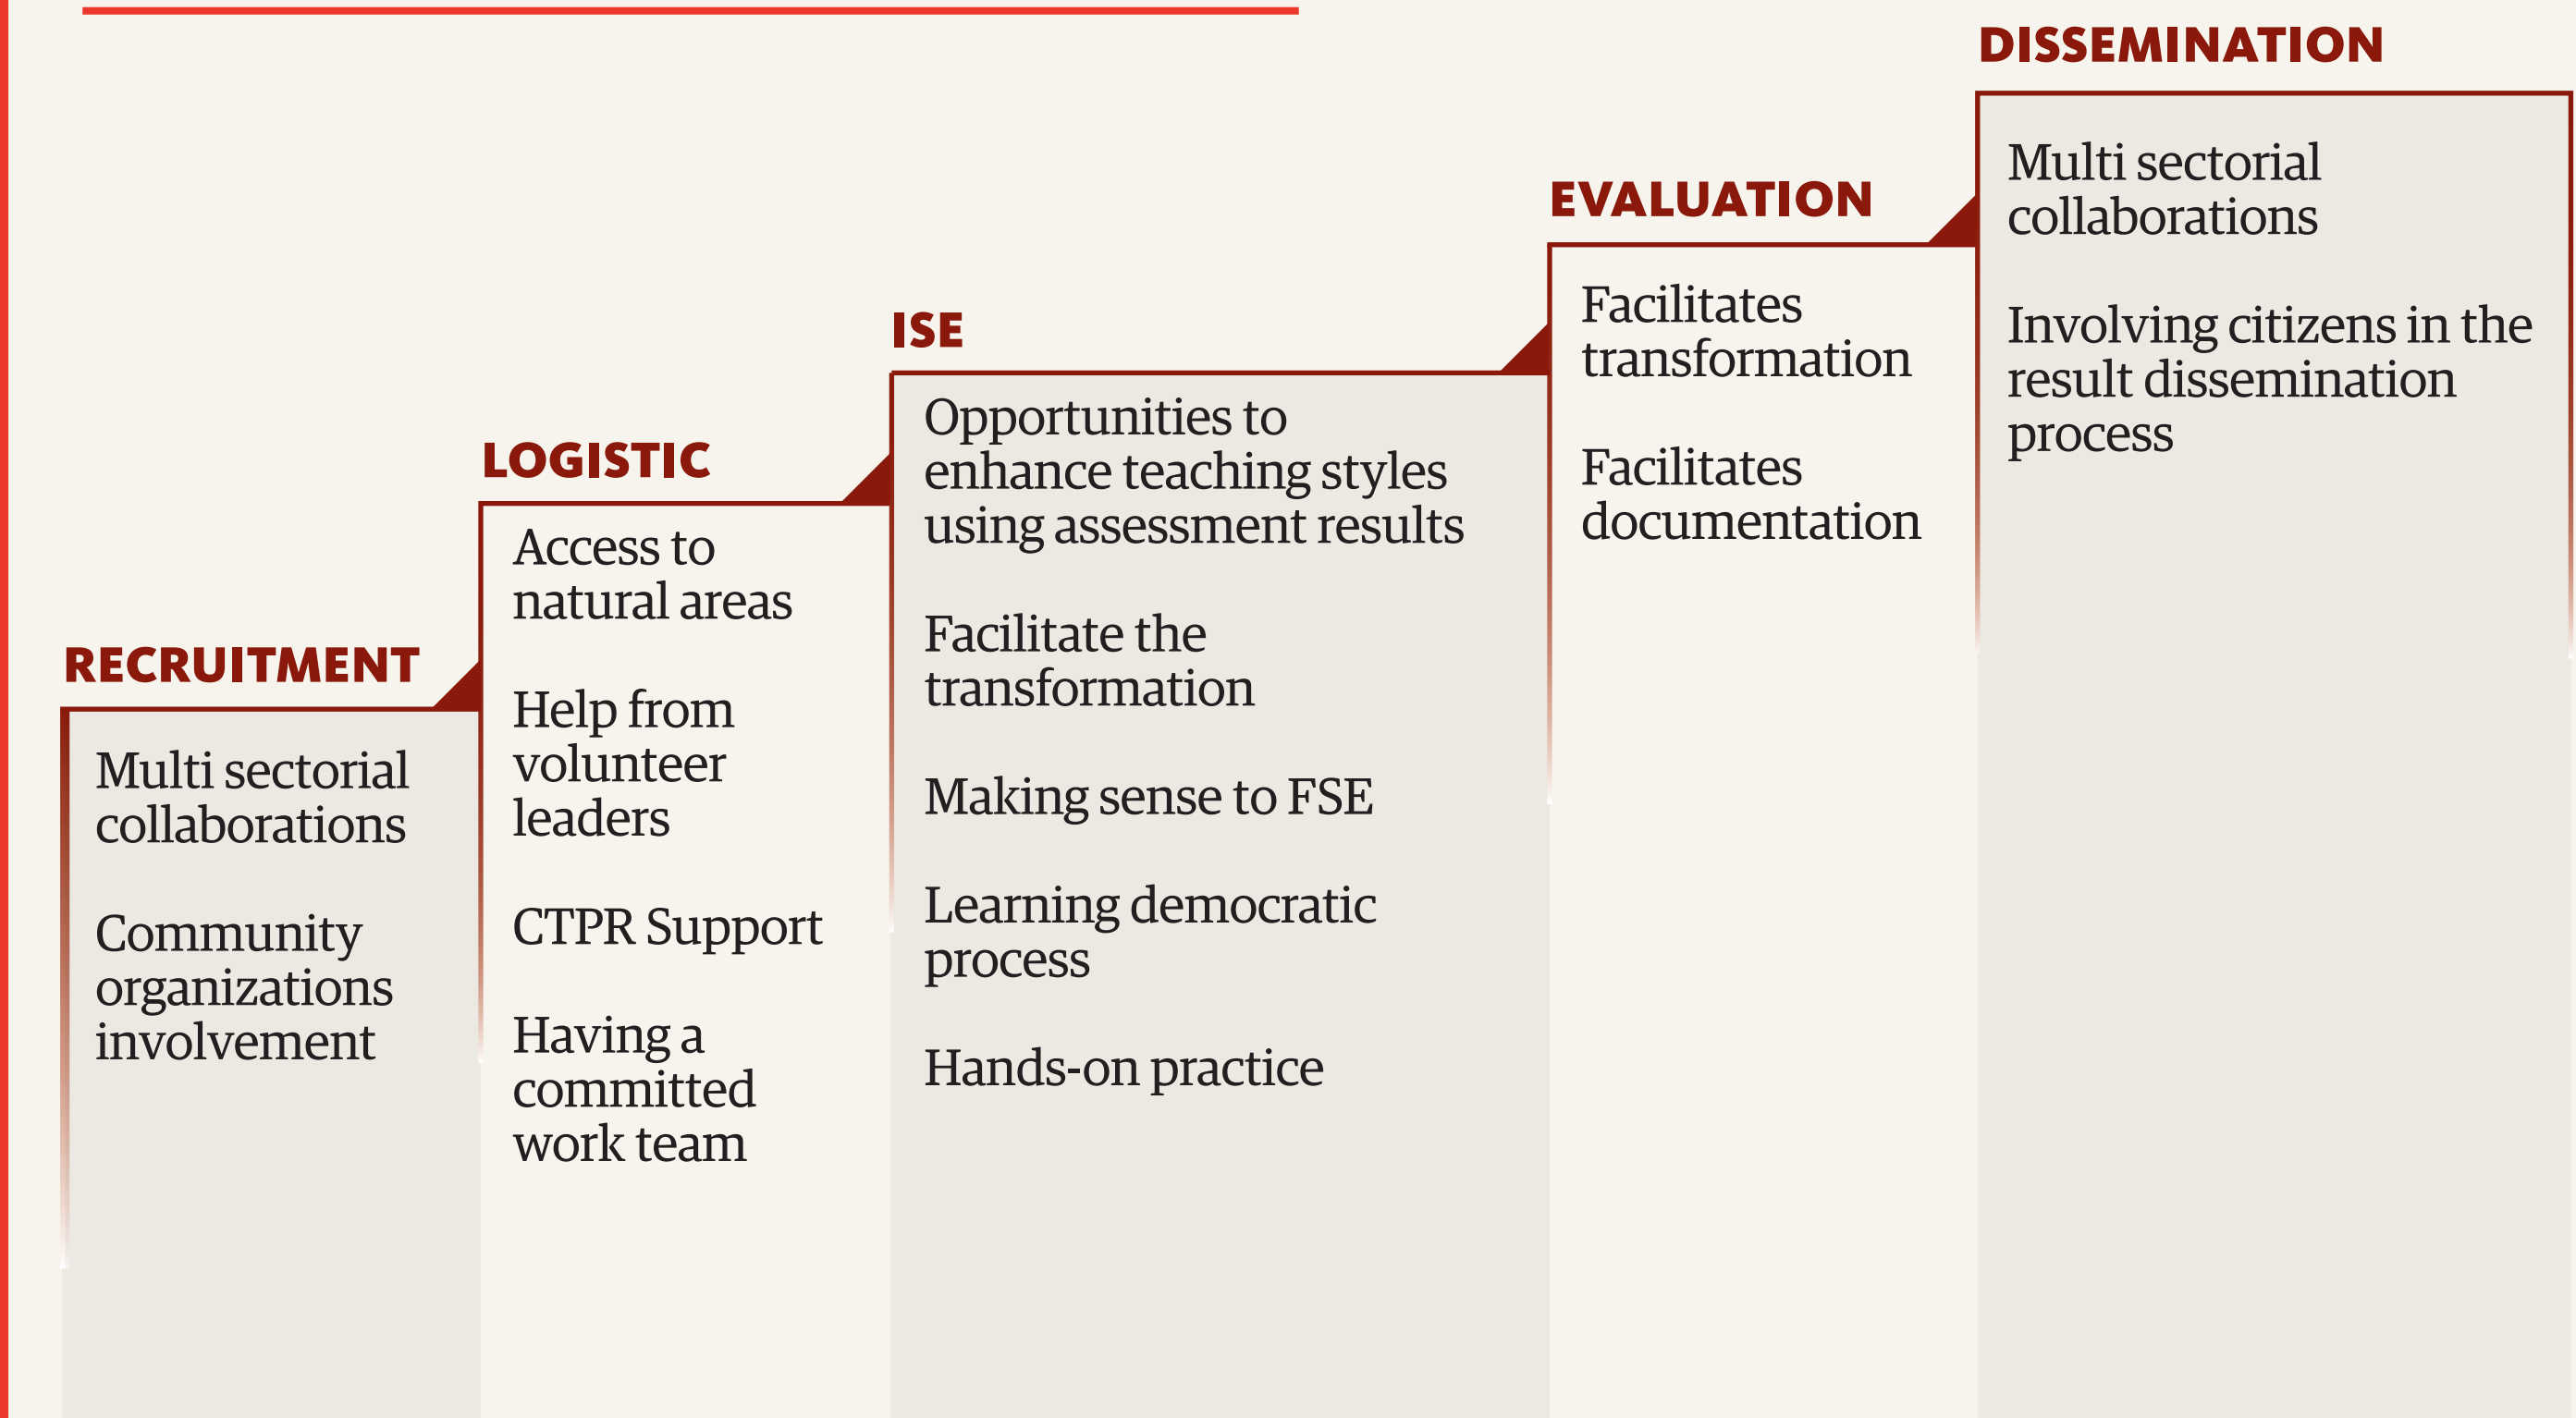 RECRUITMENT
Multi sectorial
collaborations
Community
organizations
involvement
LOGISTIC
Access to
natural areas
Help from
volunteer
leaders
CTPR Support
Having a
committed
work team
ISE
Opportunities to
enhance teaching styles
using assessment results
Facilitate the
transformation
Making sense to FSE
Learning democratic
process
Hands-on practice
EVALUATION
Facilitates
transformation
Facilitates
documentation
DISSEMINATION
Multi sectorial
collaborations
Involving citizens in the
result dissemination
process